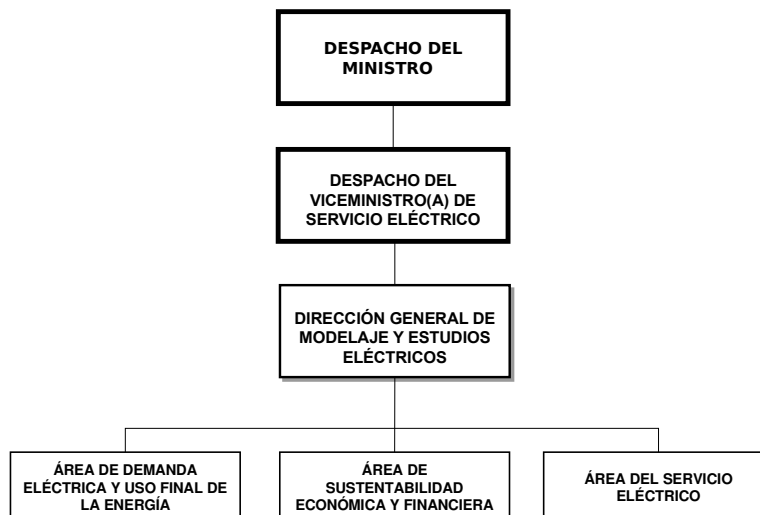 DESPACHO DEL
MINISTRO
DESPACHO DEL
VICEMINISTRO(A) DE
SERVICIO ELÉCTRICO
DIRECCIÓN GENERAL DE
MODELAJE Y ESTUDIOS
ELÉCTRICOS
ÁREA DE DEMANDA
ELÉCTRICA Y USO FINAL DE
LA ENERGÍA
ÁREA DE
SUSTENTABILIDAD
ECONÓMICA Y FINANCIERA
ÁREA DEL SERVICIO
ELÉCTRICO